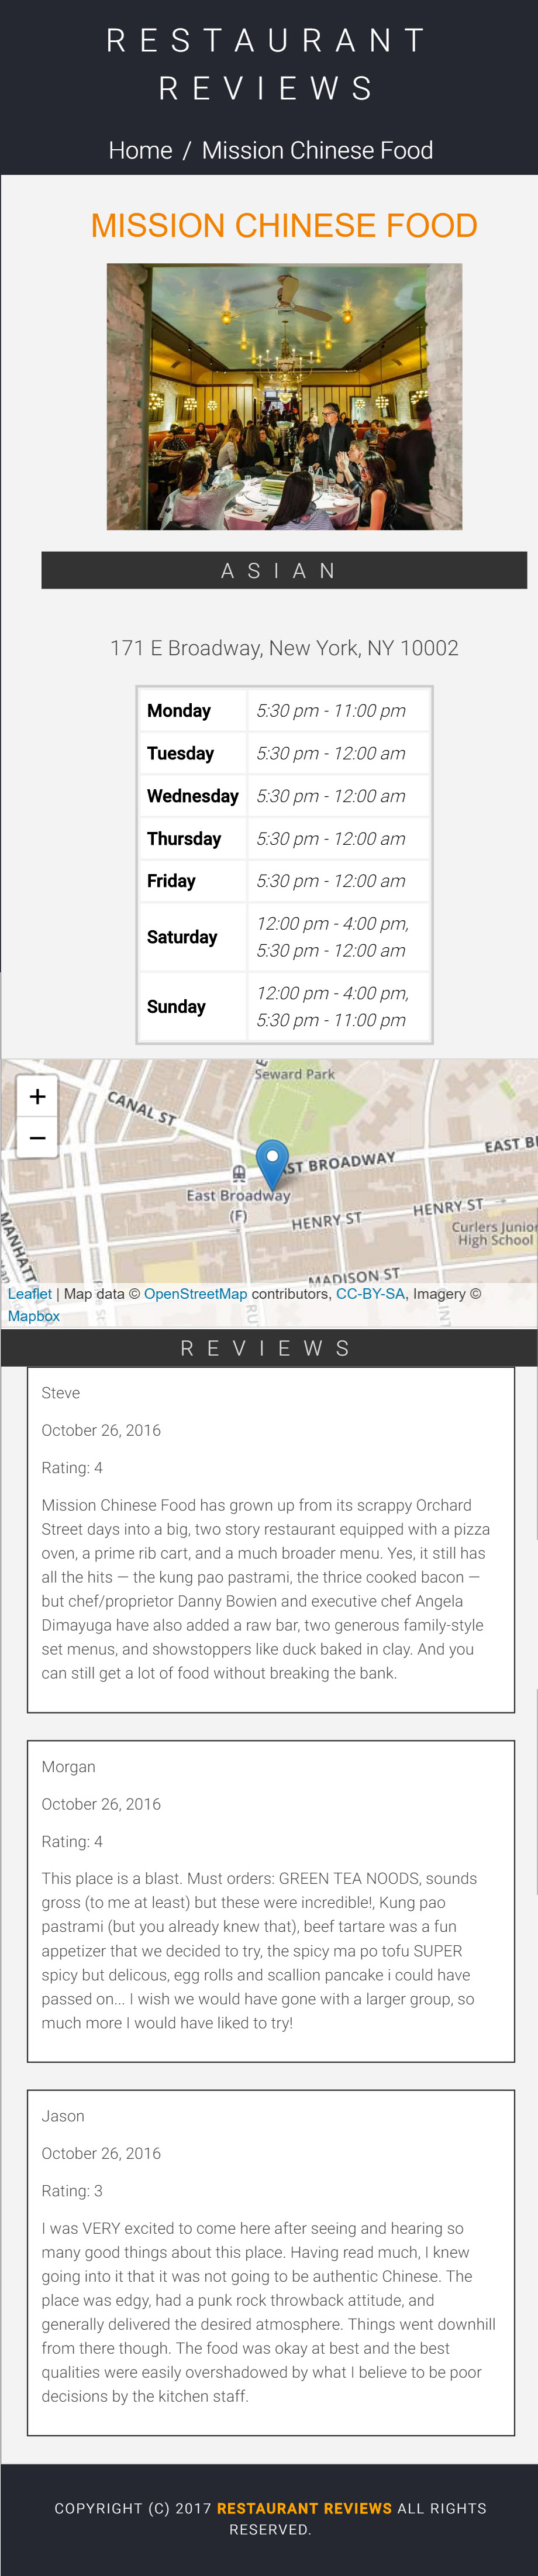 RESTAURANT
REVIEWS
Home / Mission Chinese Food
MISSION CHINESE FOOD
ASIAN
171 E Broadway, New York, NY 10002
Monday 5:30 pm - 11:00 pm
Tuesday 5:30 pm - 12:00 am
Wednesday 5:30 pm - 12:00 am
Thursday 5:30 pm - 12:00 am
Friday 5:30 pm - 12:00 am
Saturday 12:00 pm - 4:00 pm,
5:30 pm - 12:00 am
Sunday 12:00 pm - 4:00 pm,
5:30 pm - 11:00 pm
Seward Park
+
CANAL ST
−
EAST B
ST BROADWAY
East Broadway
(F)
HENRY ST
HENRY ST
Curlers Junior
High School
MANHATT
MADISON ST
Leaflet | Map data © OpenStreetMap contributors, CC-BY-SA, Imagery ©
Mapbox
REVIEWS
Steve
October 26, 2016
Rating: 4
Mission Chinese Food has grown up from its scrappy Orchard
Street days into a big, two story restaurant equipped with a pizza
oven, a prime rib cart, and a much broader menu. Yes, it still has
all the hits — the kung pao pastrami, the thrice cooked bacon —
but chef/proprietor Danny Bowien and executive chef Angela
Dimayuga have also added a raw bar, two generous family-style
set menus, and showstoppers like duck baked in clay. And you
can still get a lot of food without breaking the bank.
Morgan
October 26, 2016
Rating: 4
This place is a blast. Must orders: GREEN TEA NOODS, sounds
gross (to me at least) but these were incredible!, Kung pao
pastrami (but you already knew that), beef tartare was a fun
appetizer that we decided to try, the spicy ma po tofu SUPER
spicy but delicous, egg rolls and scallion pancake i could have
passed on... I wish we would have gone with a larger group, so
much more I would have liked to try!
Jason
October 26, 2016
Rating: 3
I was VERY excited to come here after seeing and hearing so
many good things about this place. Having read much, I knew
going into it that it was not going to be authentic Chinese. The
place was edgy, had a punk rock throwback attitude, and
generally delivered the desired atmosphere. Things went downhill
from there though. The food was okay at best and the best
qualities were easily overshadowed by what I believe to be poor
decisions by the kitchen staff.
COPYRIGHT (C) 2017 RESTAURANT REVIEWS ALL RIGHTS
RESERVED.